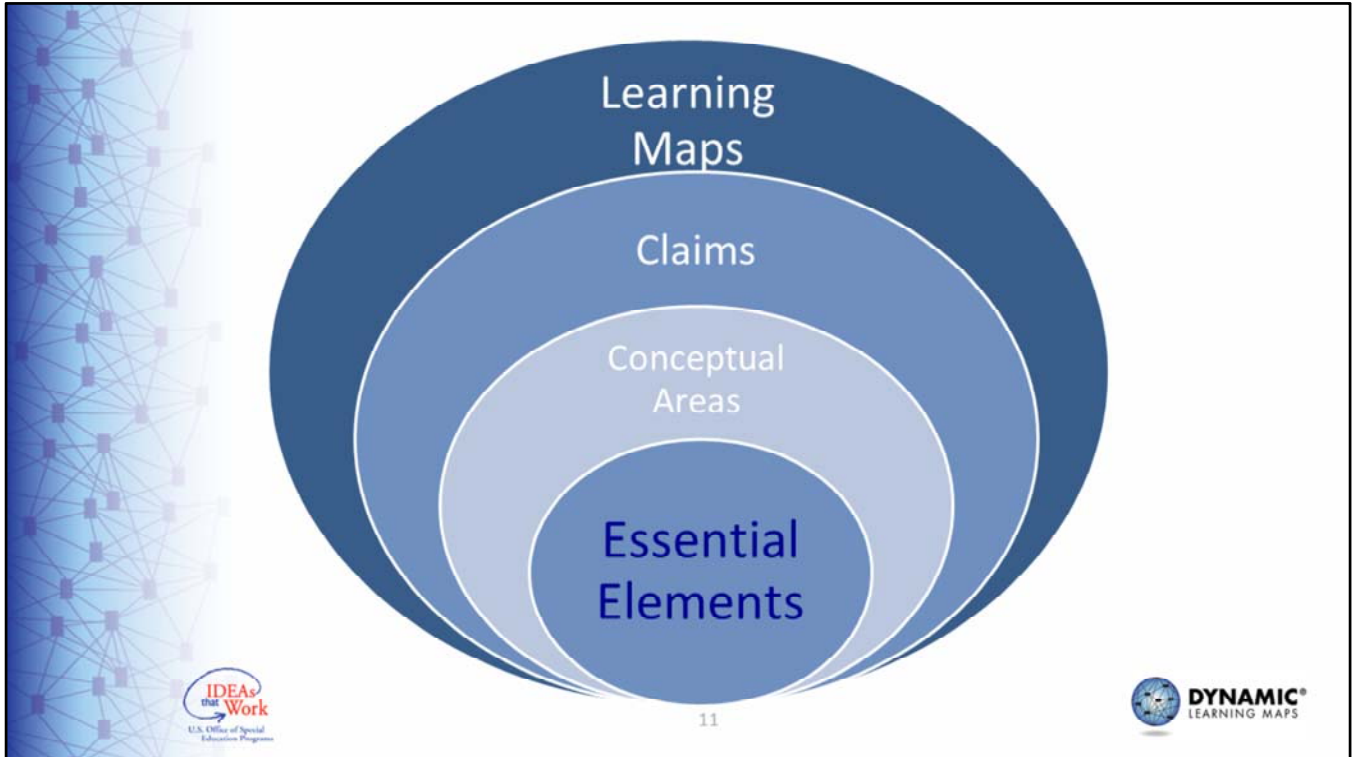 Learning
Maps
Claims
Conceptual
Areas
Essential
Elements
IDEAs
that Work
U.S. Office of Special
Education Programs
11
DYNAMIC®
LEARNING MAPS